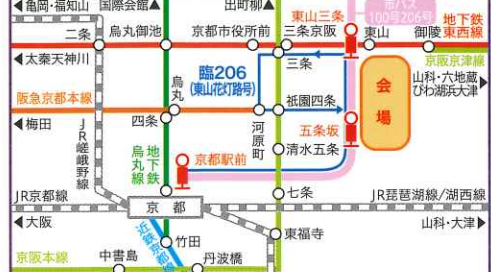 ◀亀岡・福知山
国際会館▲
出町柳▲
東山三条
市バス
100号206号
地下鉄
東西線
二条
烏丸御池
京都市役所前
三条京阪
東山
御陵
京阪京津線
◀太秦天神川
三条
山科・六地蔵
びわ湖浜大津▶
臨206
(東山花灯路号)
会場
烏丸
阪急京都本線
祇園四条
◀梅田
四条
河原町
五条坂
JR嵯峨野線
地下鉄
烏丸線
京都駅前
清水五条
七条
JR京都線
京都
JR琵琶湖線/湖西線
◀大阪
山科・大津▶
近鉄京都線
竹田
東福寺
京阪本線
中書島
丹波橋